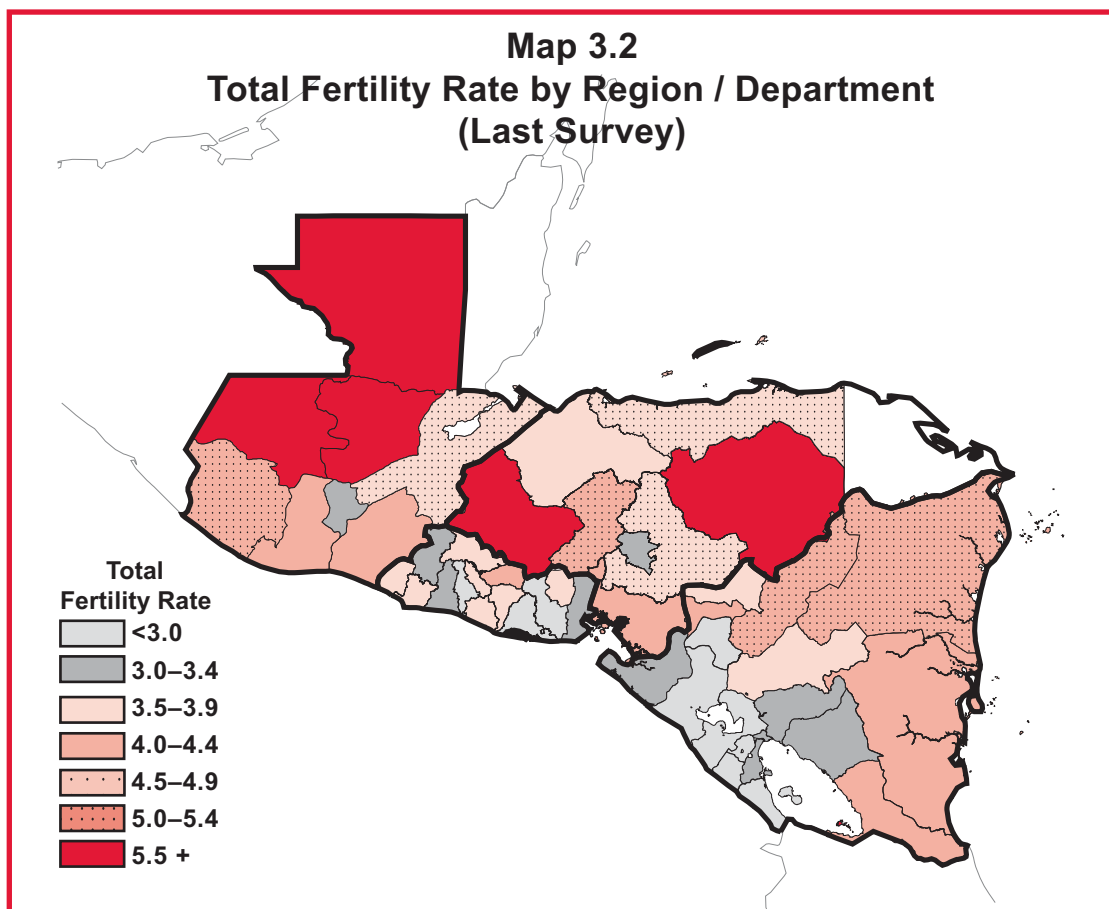 Map 3.2
Total Fertility Rate by Region / Department
(Last Survey)
Total
Fertility Rate
<3.0
3.0–3.4
3.5–3.9
4.0–4.4
4.5–4.9
5.0–5.4
5.5 +